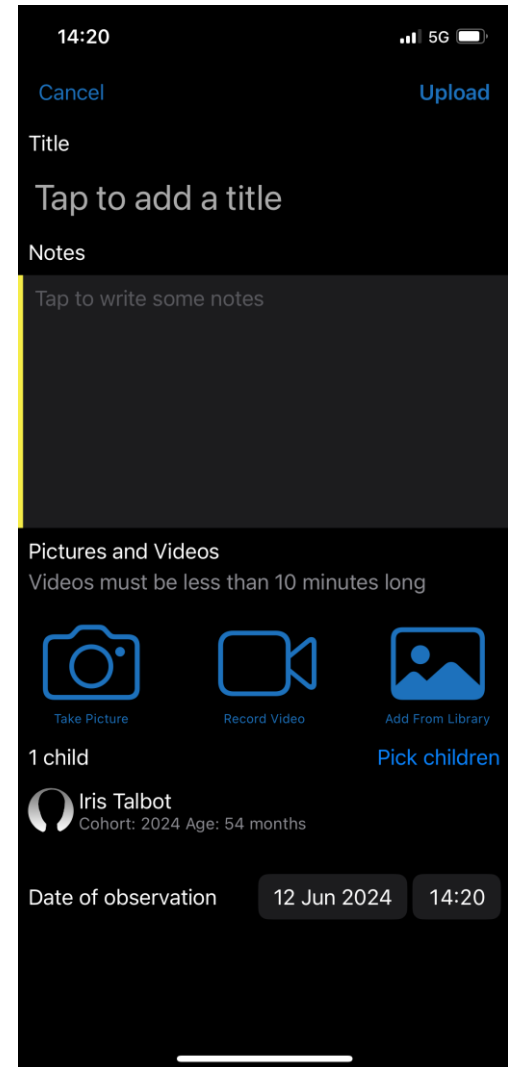 14:20 5G
Cancel Upload
Title
Tap to add a title
Notes
Tap to write some notes
Pictures and Videos
Videos must be less than 10 minutes long
Take Picture Record Video Add From Library
1 child Pick children
Iris Talbot
Cohort: 2024 Age: 54 months
Date of observation 12 Jun 2024 14:20